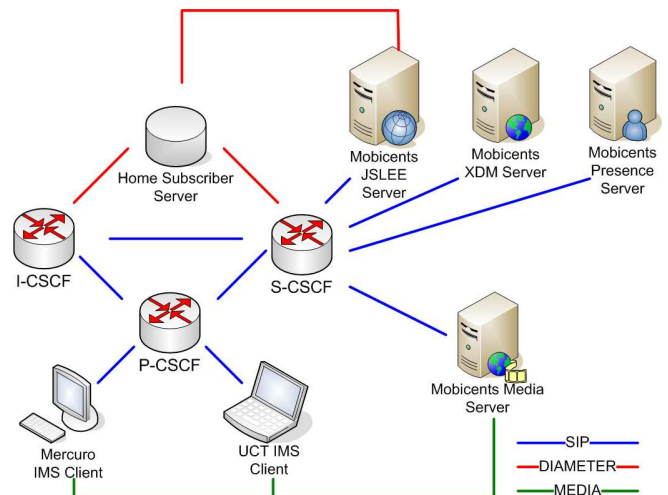 Mobicents
JSLEE
Server
Mobicents
XDM Server
Mobicents
Presence
Server
Home Subscriber
Server
I-CSCF
S-CSCF
P-CSCF
Mobicents Media
Server
Mercuro
IMS Client
UCT IMS
Client
SIP
DIAMETER
MEDIA